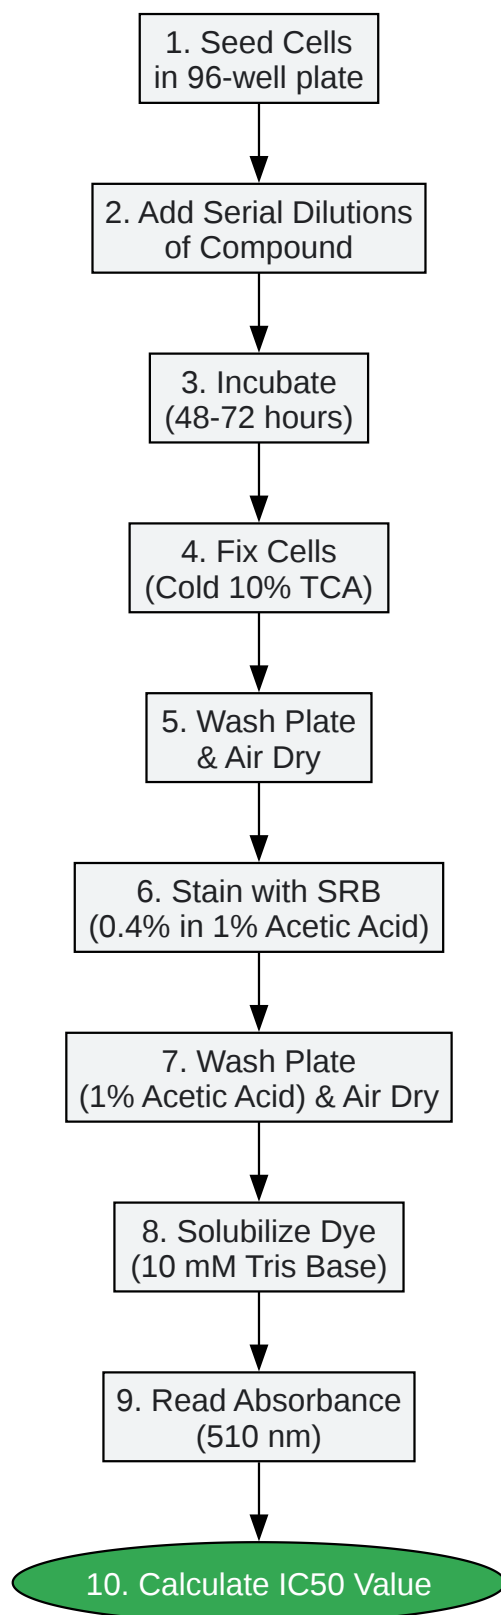 1. Seed Cells
in 96-well plate
2. Add Serial Dilutions
of Compound
3. Incubate
(48-72 hours)
4. Fix Cells
(Cold 10% TCA)
5. Wash Plate
& Air Dry
6. Stain with SRB
(0.4% in 1% Acetic Acid)
7. Wash Plate
(1% Acetic Acid) & Air Dry
8. Solubilize Dye
(10 mM Tris Base)
9. Read Absorbance
(510 nm)
10. Calculate IC50 Value